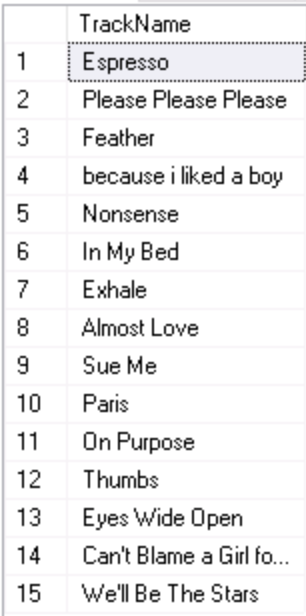 TrackName
1 Espresso
2 Please Please Please
3 Feather
4 because i liked a boy
5 Nonsense
6 In My Bed
7 Exhale
8 Almost Love
9 Sue Me
10 Paris
11 On Purpose
12 Thumbs
13 Eyes Wide Open
14 Can't Blame a Girl fo...
15 We'll Be The Stars